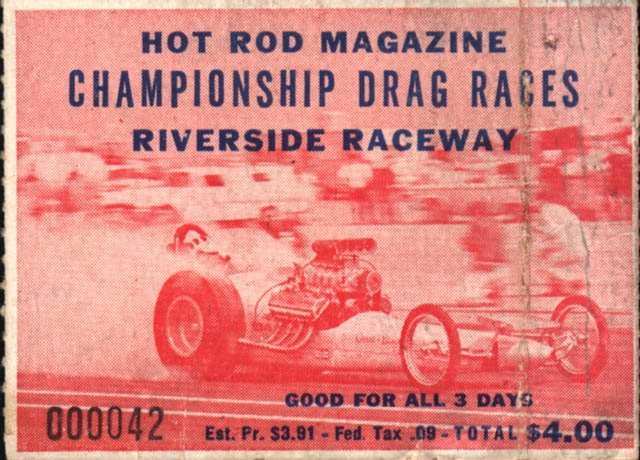 HOT ROD MAGAZINE
CHAMPIONSHIP DRAG RACES
RIVERSIDE RACEWAY
GOOD FOR ALL 3 DAYS
000042
Est. Pr. $3.91 - Fed. Tax .09 - TOTAL $4.00